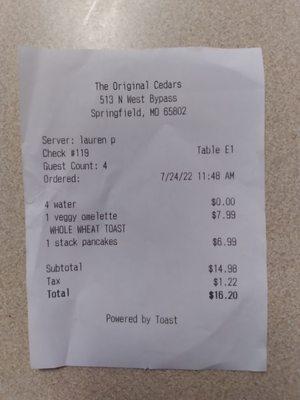 The Original Cedars
513 N West Bypass
Springfield, MO 65802
Server: lauren p
Check #119 Table E1
Guest Count: 4
Ordered: 7/24/22 11:48 AM
4 water $0.00
1 veggy omelette $7.99
WHOLE WHEAT TOAST
1 stack pancakes $6.99
Subtotal $14.98
Tax $1.22
Total $16.20
Powered by Toast